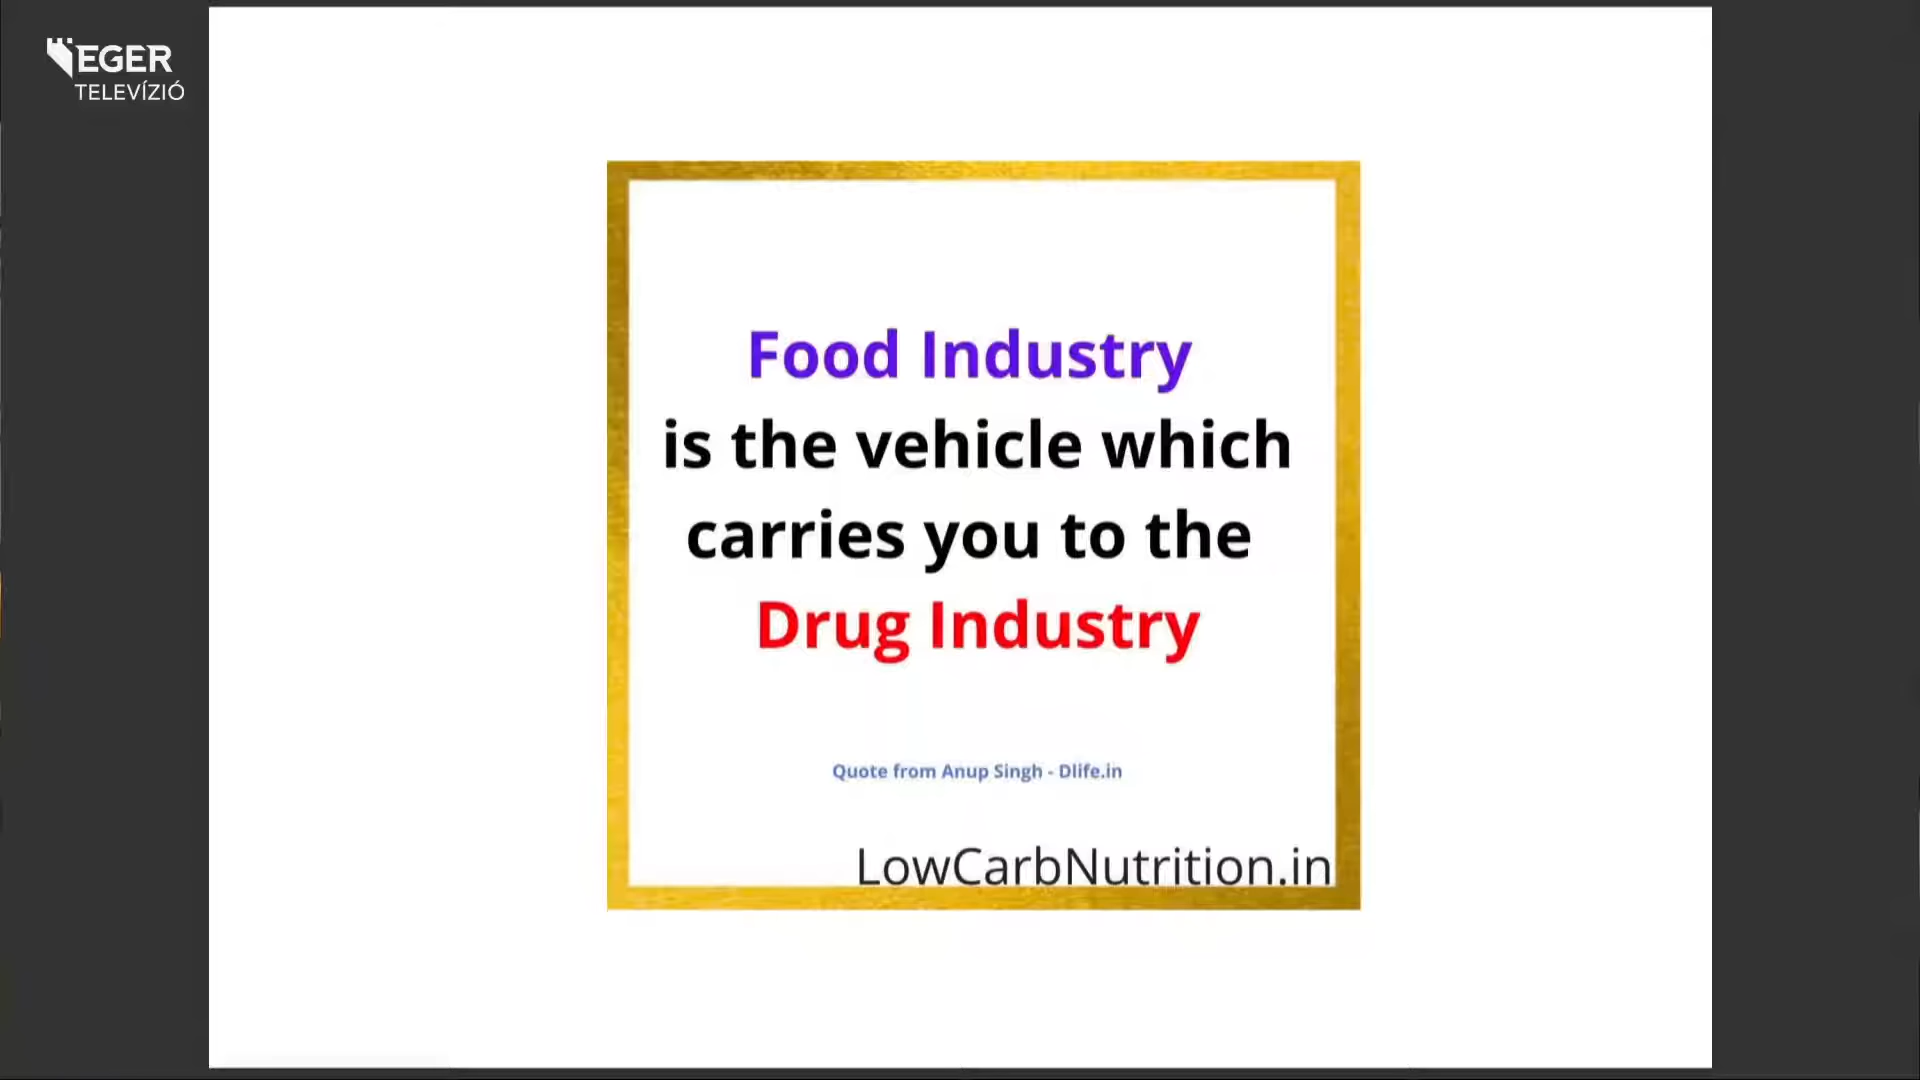 EGER
TELEVÍZIÓ
Food Industry
is the vehicle which
carries you to the
Drug Industry
Quote from Anup Singh - Dlife.in
LowCarbNutrition.in